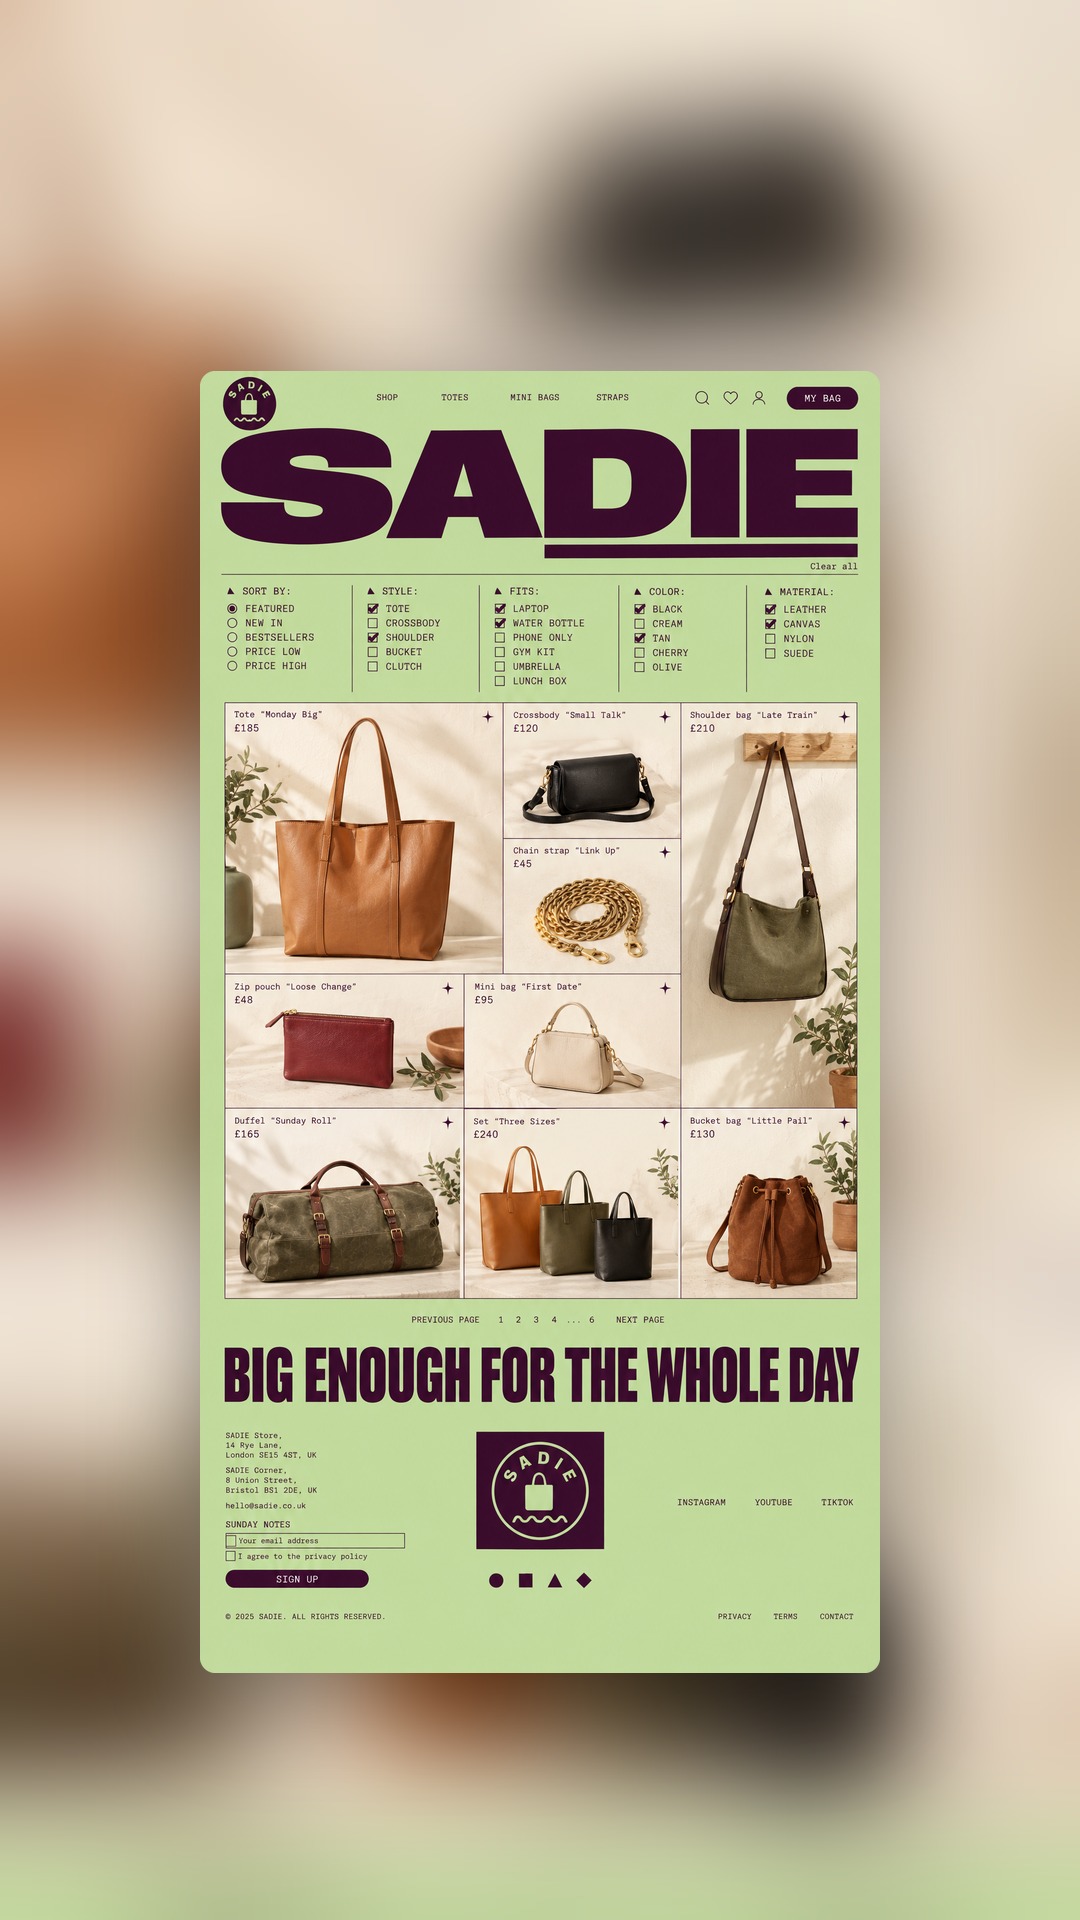 SADIE
SHOP
TOTES
MINI BAGS
STRAPS
MY BAG
SADIE
Clear all
SORT BY:
FEATURED
NEW IN
BESTSELLERS
PRICE LOW
PRICE HIGH
STYLE:
TOTE
CROSSBODY
SHOULDER
BUCKET
CLUTCH
FITS:
LAPTOP
WATER BOTTLE
PHONE ONLY
GYM KIT
UMBRELLA
LUNCH BOX
COLOR:
BLACK
CREAM
TAN
CHERRY
OLIVE
MATERIAL:
LEATHER
CANVAS
NYLON
SUEDE
Tote “Monday Big”
£185
Crossbody “Small Talk”
£120
Shoulder bag “Late Train”
£210
Chain strap “Link Up”
£45
Zip pouch “Loose Change”
£48
Mini bag “First Date”
£95
Duffel “Sunday Roll”
£165
Set “Three Sizes”
£240
Bucket bag “Little Pail”
£130
PREVIOUS PAGE 1 2 3 4 ... 6 NEXT PAGE
BIG ENOUGH FOR THE WHOLE DAY
SADIE Store,
14 Rye Lane,
London SE15 4ST, UK
SADIE Corner,
8 Union Street,
Bristol BS1 2DE, UK
hello@sadie.co.uk
SUNDAY NOTES
Your email address
I agree to the privacy policy
SIGN UP
SADIE
INSTAGRAM
YOUTUBE
TIKTOK
© 2025 SADIE. ALL RIGHTS RESERVED.
PRIVACY
TERMS
CONTACT